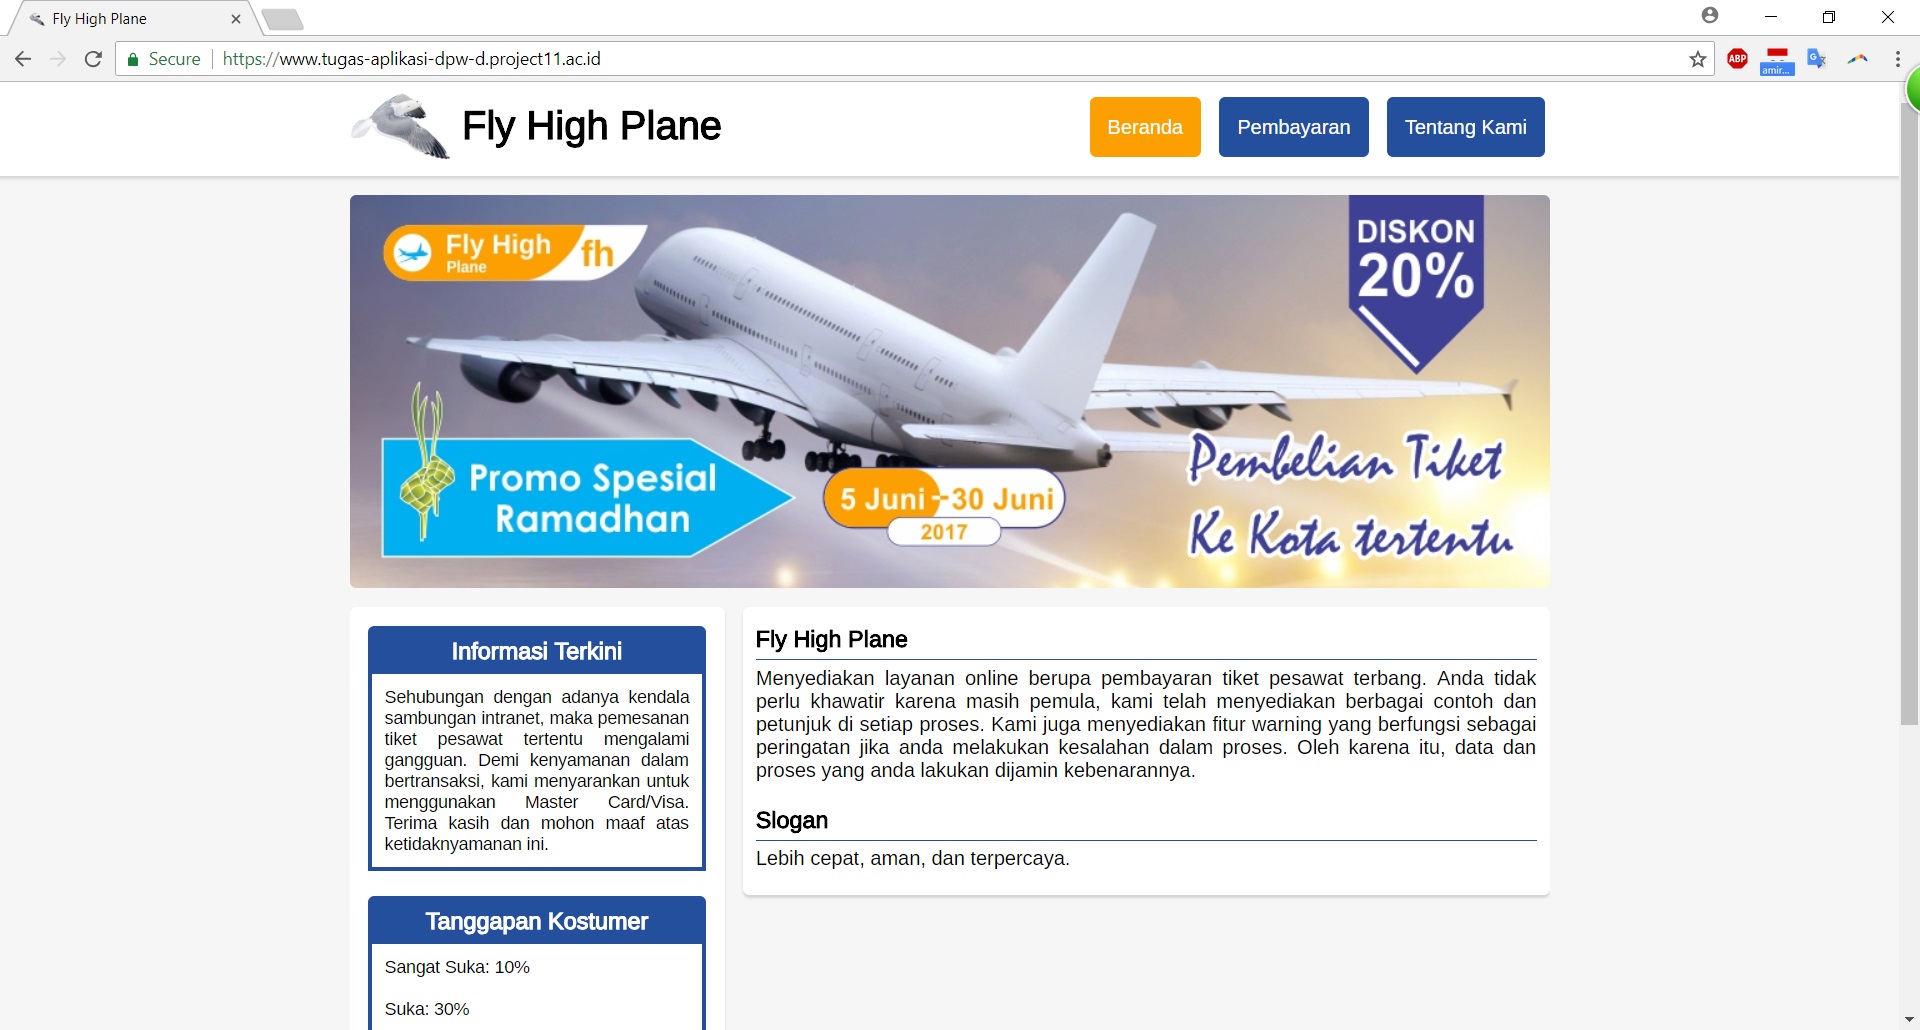 Fly High Plane
Secure
https://www.tugas-aplikasi-dpw-d.project11.ac.id
ABP
amir...
G
Fly High Plane
Beranda
Pembayaran
Tentang Kami
Fly High
Plane
fh
DISKON
20%
Promo Spesial
Ramadhan
5 Juni - 30 Juni
2017
Pembelian Tiket
Ke Kota tertentu
Informasi Terkini
Sehubungan dengan adanya kendala
sambungan intranet, maka pemesanan
tiket pesawat tertentu mengalami
gangguan. Demi kenyamanan dalam
bertransaksi, kami menyarankan untuk
menggunakan Master Card/Visa.
Terima kasih dan mohon maaf atas
ketidaknyamanan ini.
Tanggapan Kostumer
Sangat Suka: 10%
Suka: 30%
Fly High Plane
Menyediakan layanan online berupa pembayaran tiket pesawat terbang. Anda tidak
perlu khawatir karena masih pemula, kami telah menyediakan berbagai contoh dan
petunjuk di setiap proses. Kami juga menyediakan fitur warning yang berfungsi sebagai
peringatan jika anda melakukan kesalahan dalam proses. Oleh karena itu, data dan
proses yang anda lakukan dijamin kebenarannya.
Slogan
Lebih cepat, aman, dan terpercaya.